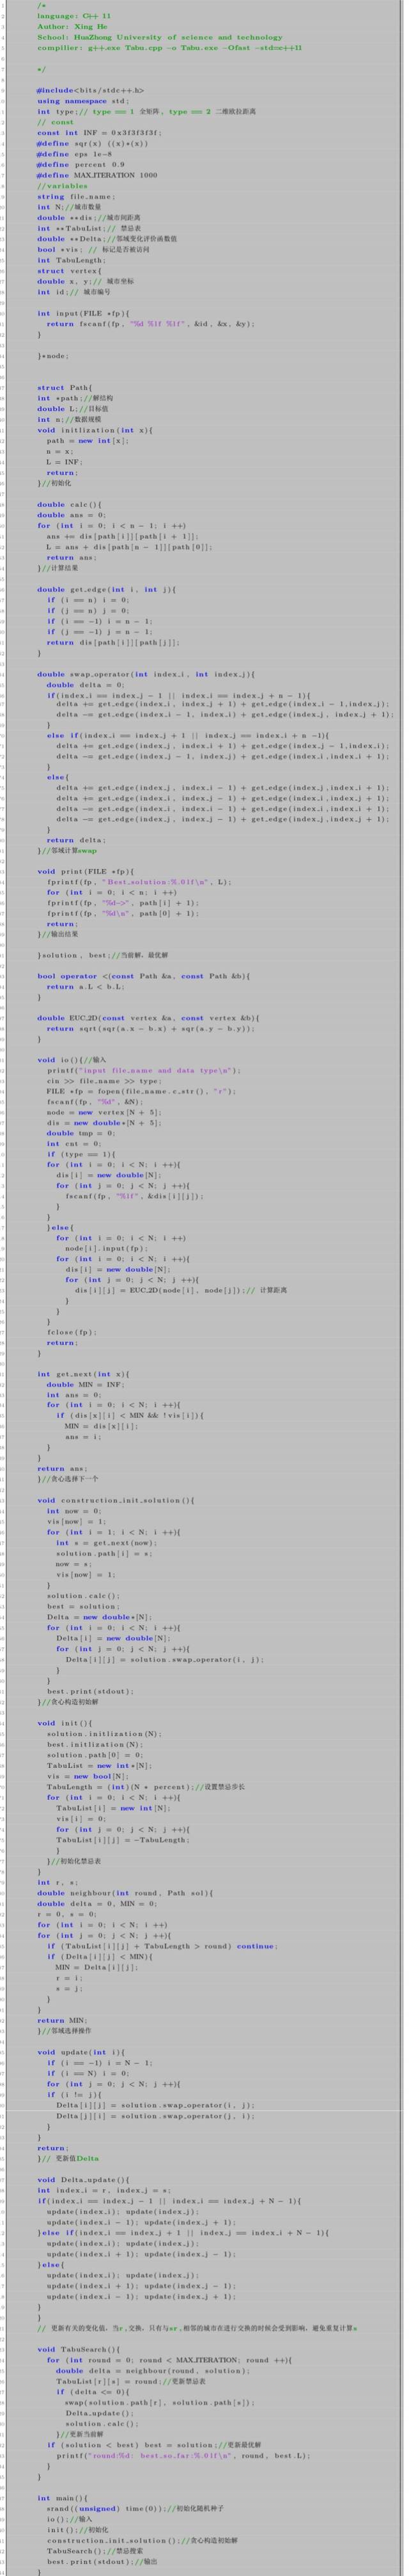 /*
language: C++ 11
Author: Xing He
School: HuaZhong University of science and technology
compilier: g++.exe Tabu.cpp -o Tabu.exe -Ofast -std=c++11
*/
#include<bits/stdc++.h>
using namespace std;
int type;// type == 1 全矩阵, type == 2 二维欧拉距离
// const
const int INF = 0x3f3f3f3f;
#define sqr(x) ((x)*(x))
#define eps 1e-8
#define percent 0.9
#define MAX_ITERATION 1000
//variables
string file_name;
int N;//城市数量
double **dis;//城市间距离
int **TabuList;// 禁忌表
double **Delta;//邻域变化评价函数值
bool *vis; // 标记是否被访问
int TabuLength;
struct vertex{
double x, y;// 城市坐标
int id;// 城市编号
int input(FILE *fp){
return fscanf(fp, "%d %lf %lf", &id, &x, &y);
}
}*node;
struct Path{
int *path;//解结构
double L;//目标值
int n;//数据规模
void initlization(int x){
path = new int[x];
n = x;
L = INF;
return;
}//初始化
double calc(){
double ans = 0;
for (int i = 0; i < n - 1; i ++)
ans += dis[path[i]][path[i + 1]];
L = ans + dis[path[n - 1]][path[0]];
return ans;
}//计算结果
double get_edge(int i, int j){
if (i == n) i = 0;
if (j == n) j = 0;
if (i == -1) i = n - 1;
if (j == -1) j = n - 1;
return dis[path[i]][path[j]];
}
double swap_operator(int index_i, int index_j){
double delta = 0;
if(index_i == index_j - 1 || index_i == index_j + n - 1){
delta += get_edge(index_i, index_j + 1) + get_edge(index_i - 1,index_j);
delta -= get_edge(index_i - 1, index_i) + get_edge(index_j, index_j + 1);
}
else if(index_i == index_j + 1 || index_j == index_i + n -1){
delta += get_edge(index_j, index_i + 1) + get_edge(index_j - 1,index_i);
delta -= get_edge(index_j - 1, index_j) + get_edge(index_i,index_i + 1);
}
else{
delta += get_edge(index_j, index_i - 1) + get_edge(index_j,index_i + 1);
delta += get_edge(index_i, index_j - 1) + get_edge(index_i,index_j + 1);
delta -= get_edge(index_i, index_i - 1) + get_edge(index_i,index_i + 1);
delta -= get_edge(index_j, index_j - 1) + get_edge(index_j,index_j + 1);
}
return delta;
}//邻域计算swap
void print(FILE *fp){
fprintf(fp, "Best_solution:%.0lf\n", L);
for (int i = 0; i < n; i ++)
fprintf(fp, "%d->", path[i] + 1);
fprintf(fp, "%d\n", path[0] + 1);
return;
}//输出结果
}solution, best;//当前解，最优解
bool operator <(const Path &a, const Path &b){
return a.L < b.L;
}
double EUC_2D(const vertex &a, const vertex &b){
return sqrt(sqr(a.x - b.x) + sqr(a.y - b.y));
}
void io(){//输入
printf("input file_name and data type\n");
cin >> file_name >> type;
FILE *fp = fopen(file_name.c_str(), "r");
fscanf(fp, "%d", &N);
node = new vertex[N + 5];
dis = new double*[N + 5];
double tmp = 0;
int cnt = 0;
if (type == 1){
for (int i = 0; i < N; i ++){
dis[i] = new double[N];
for (int j = 0; j < N; j ++){
fscanf(fp, "%lf", &dis[i][j]);
}
}
}else{
for (int i = 0; i < N; i ++)
node[i].input(fp);
for (int i = 0; i < N; i ++){
dis[i] = new double[N];
for (int j = 0; j < N; j ++){
dis[i][j] = EUC_2D(node[i], node[j]);// 计算距离
}
}
}
fclose(fp);
return;
}
int get_next(int x){
double MIN = INF;
int ans = 0;
for (int i = 0; i < N; i ++){
if (dis[x][i] < MIN && !vis[i]){
MIN = dis[x][i];
ans = i;
}
}
return ans;
}//贪心选择下一个
void construction_init_solution(){
int now = 0;
vis[now] = 1;
for (int i = 1; i < N; i ++){
int s = get_next(now);
solution.path[i] = s;
now = s;
vis[now] = 1;
}
solution.calc();
best = solution;
Delta = new double*[N];
for (int i = 0; i < N; i ++){
Delta[i] = new double[N];
for (int j = 0; j < N; j ++){
Delta[i][j] = solution.swap_operator(i, j);
}
}
best.print(stdout);
}//贪心构造初始解
void init(){
solution.initlization(N);
best.initlization(N);
solution.path[0] = 0;
TabuList = new int*[N];
vis = new bool[N];
TabuLength = (int)(N * percent);//设置禁忌步长
for (int i = 0; i < N; i ++){
TabuList[i] = new int[N];
vis[i] = 0;
for (int j = 0; j < N; j ++){
TabuList[i][j] = -TabuLength;
}
}//初始化禁忌表
}
int r, s;
double neighbour(int round, Path sol){
double delta = 0, MIN = 0;
r = 0, s = 0;
for (int i = 0; i < N; i ++)
for (int j = 0; j < N; j ++){
if (TabuList[i][j] + TabuLength > round) continue;
if (Delta[i][j] < MIN){
MIN = Delta[i][j];
r = i;
s = j;
}
}
return MIN;
}//邻域选择操作
void update(int i){
if (i == -1) i = N - 1;
if (i == N) i = 0;
for (int j = 0; j < N; j ++){
if (i != j){
Delta[i][j] = solution.swap_operator(i, j);
Delta[j][i] = solution.swap_operator(j, i);
}
}
return;
}// 更新值Delta
void Delta_update(){
int index_i = r, index_j = s;
if(index_i == index_j - 1 || index_i == index_j + N - 1){
update(index_i); update(index_j);
update(index_i - 1); update(index_j + 1);
}else if(index_i == index_j + 1 || index_j == index_i + N - 1){
update(index_i); update(index_j);
update(index_i + 1); update(index_j - 1);
}else{
update(index_i); update(index_j);
update(index_i + 1); update(index_j - 1);
update(index_i - 1); update(index_j + 1);
}
}
// 更新有关的变化值，当r,交换，只有与sr,相邻的城市在进行交换的时候会受到影响，避免重复计算s
void TabuSearch(){
for (int round = 0; round < MAX_ITERATION; round ++){
double delta = neighbour(round, solution);
TabuList[r][s] = round;//更新禁忌表
if (delta <= 0){
swap(solution.path[r], solution.path[s]);
Delta_update();
solution.calc();
}//更新当前解
if (solution < best) best = solution;//更新最优解
printf("round:%d: best_so_far:%.0lf\n", round, best.L);
}
}
int main(){
srand((unsigned) time(0));//初始化随机种子
io();//输入
init();//初始化
construction_init_solution();//贪心构造初始解
TabuSearch();//禁忌搜索
best.print(stdout);//输出
}